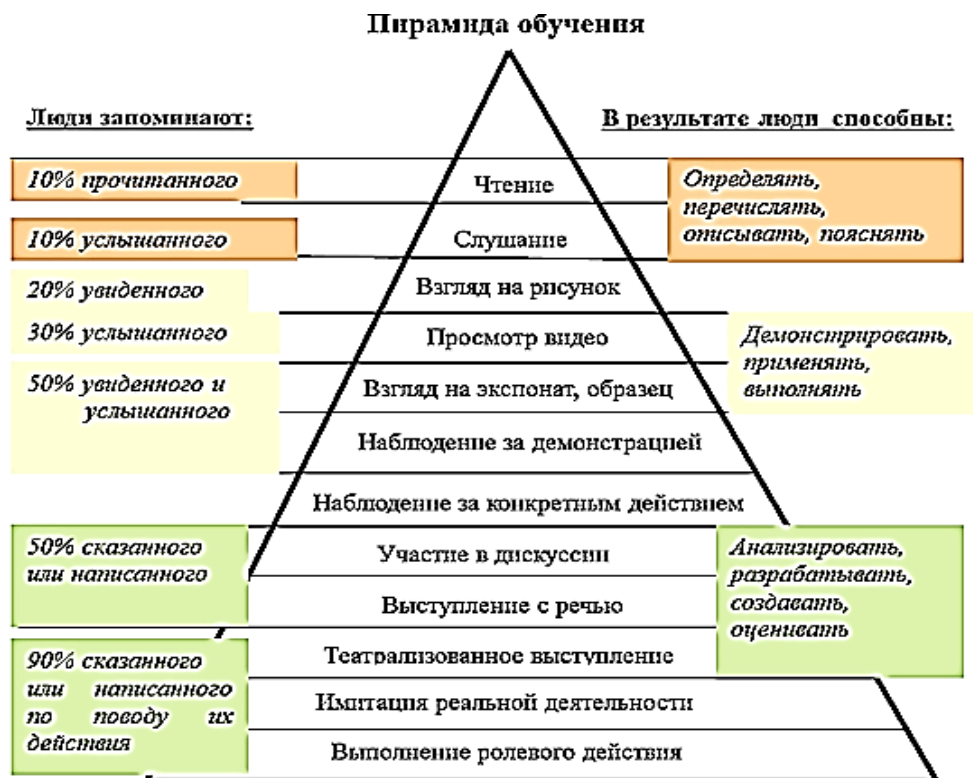 Пирамида обучения
Люди запоминают:
В результате люди способны:
10% прочитанного
Чтение
Определять,
перечислять,
описывать, пояснять
10% услышанного
Слушание
20% увиденного
Взгляд на рисунок
30% услышанного
Просмотр видео
Демонстрировать,
применять,
выполнять
50% увиденного и
услышанного
Взгляд на экспонат, образец
Наблюдение за демонстрацией
Наблюдение за конкретным действием
50% сказанного
или написанного
Участие в дискуссии
Выступление с речью
Анализировать,
разрабатывать,
создавать,
оценивать
90% сказанного
или написанного
по поводу их
действия
Театрализованное выступление
Имитация реальной деятельности
Выполнение ролевого действия